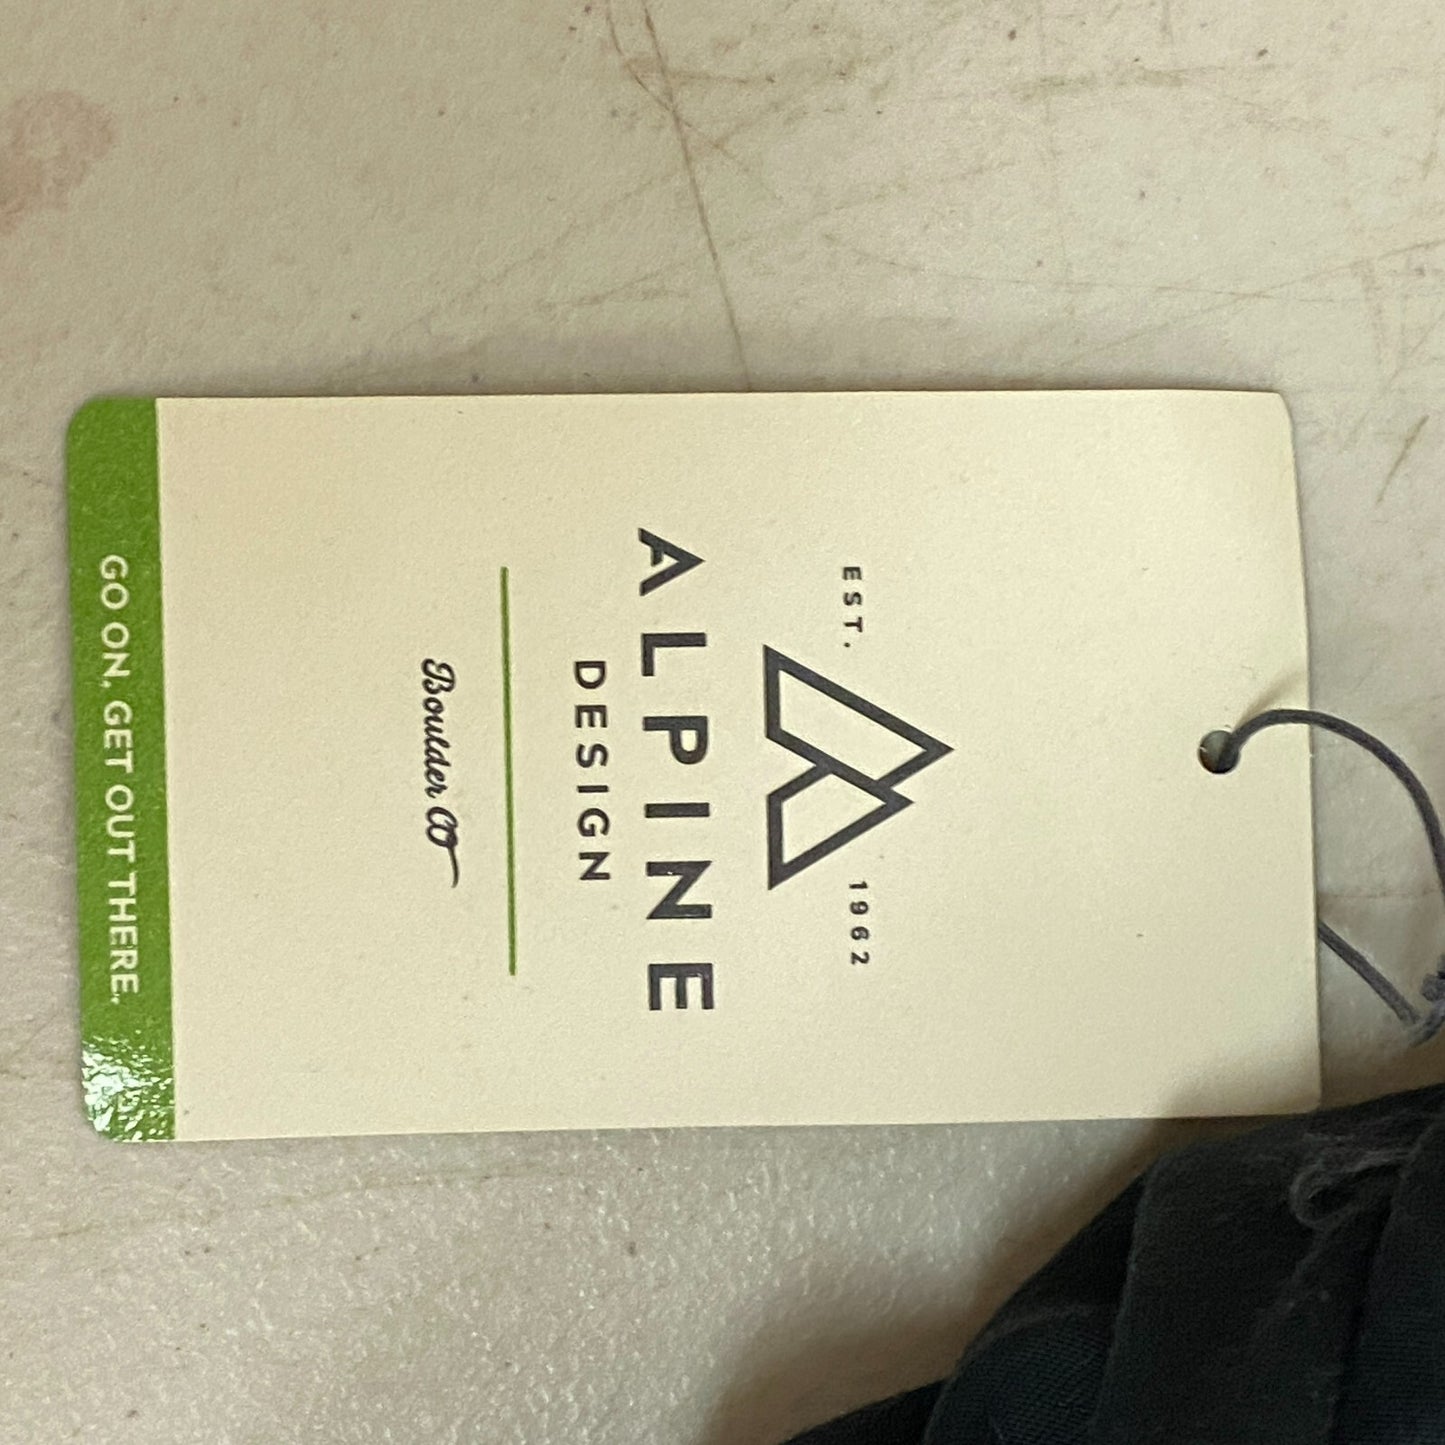 EST. 1962
ALPINE
DESIGN
Boulder CO
GO ON, GET OUT THERE.